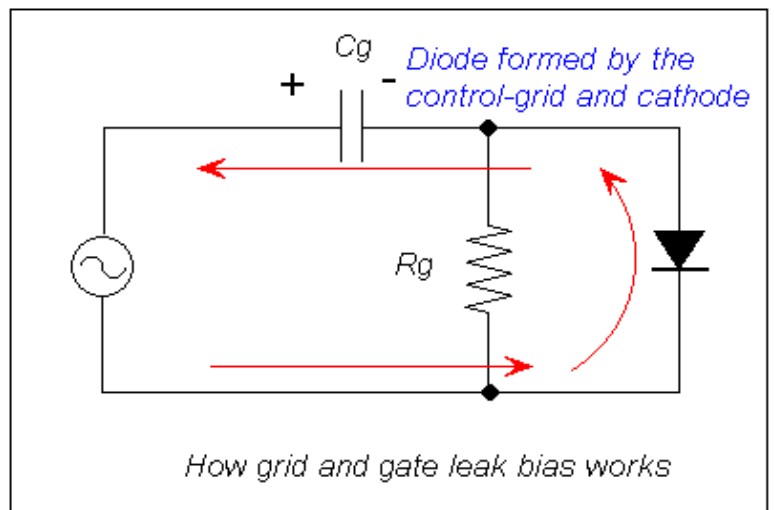 Cg
+
-
Diode formed by the
control-grid and cathode
Rg
How grid and gate leak bias works